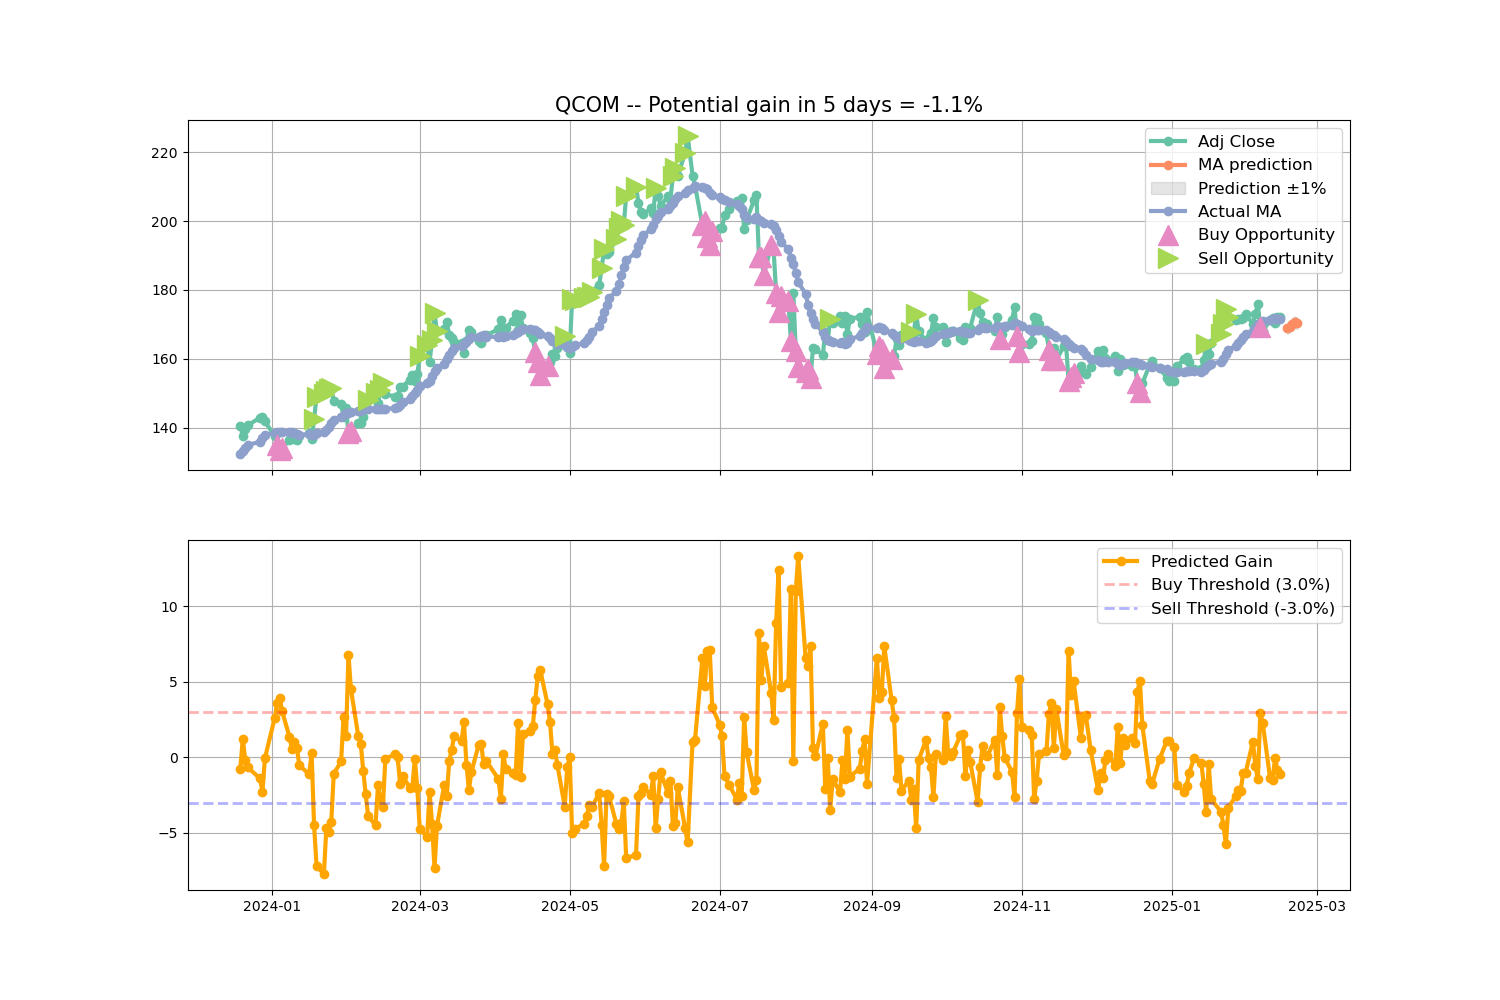 QCOM -- Potential gain in 5 days = -1.1%
220
200
180
160
140
Adj Close
MA prediction
Prediction ±1%
Actual MA
Buy Opportunity
Sell Opportunity
10
5
0
−5
Predicted Gain
Buy Threshold (3.0%)
Sell Threshold (-3.0%)
2024-01
2024-03
2024-05
2024-07
2024-09
2024-11
2025-01
2025-03